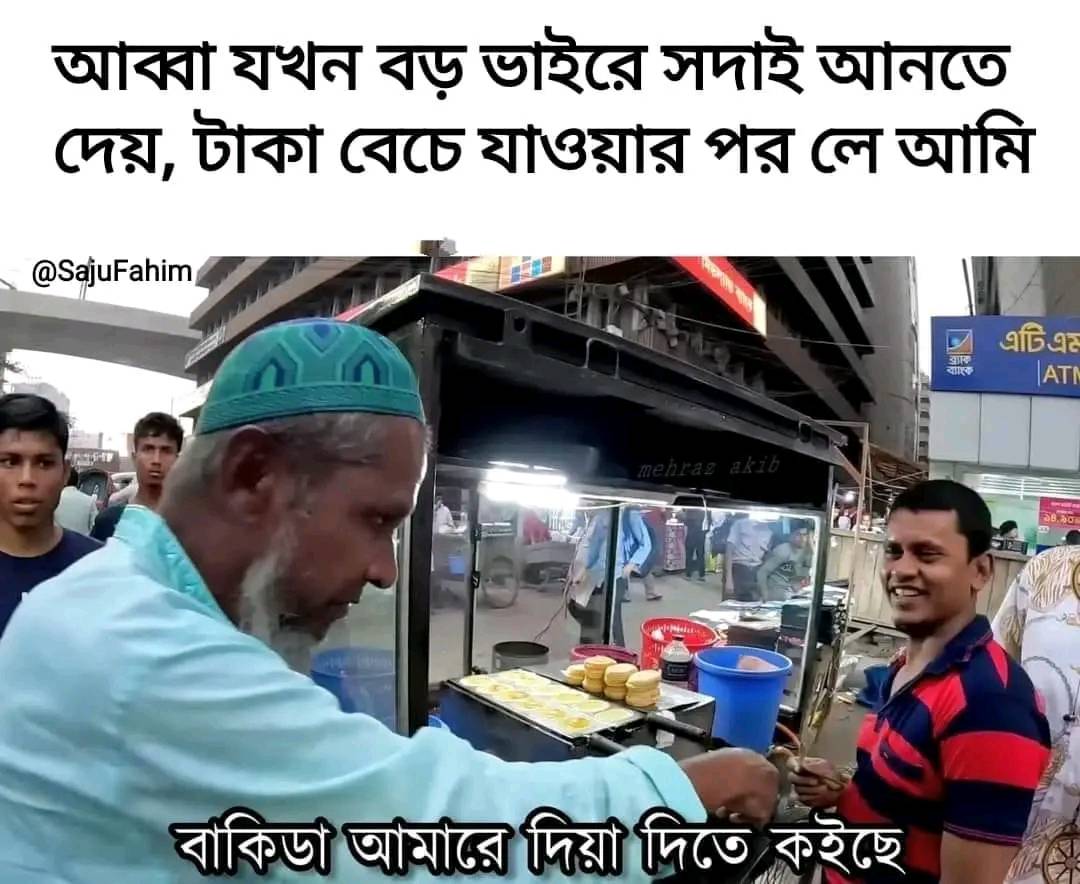 আব্বা যখন বড় ভাইরে সদাই আনতে
দেয়, টাকা বেচে যাওয়ার পর লে আমি
@SajuFahim
এটিএম
ব্র্যাক
ব্যাংক
ATM
mehraz akib
বাকিডা আমারে দিয়া দিতে কইছে